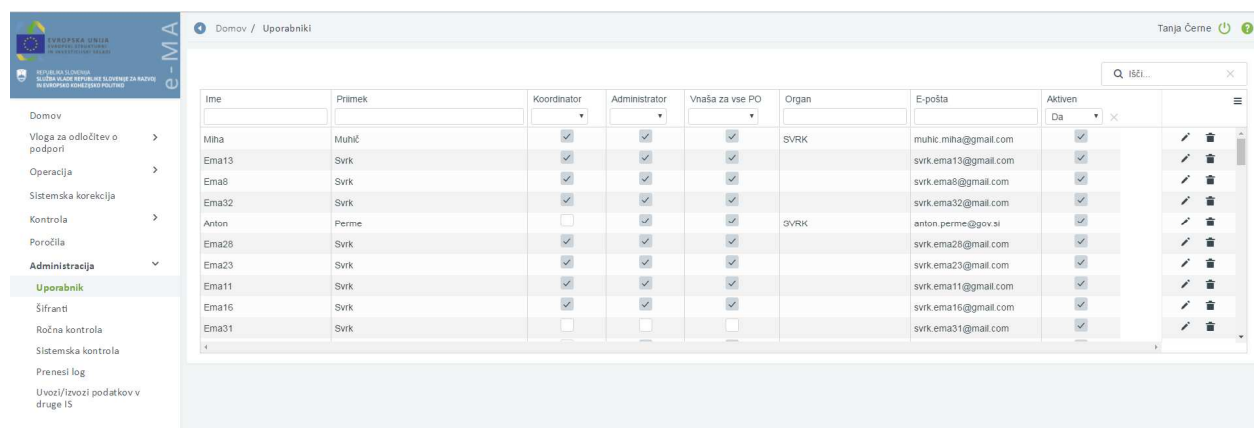 EVROPSKA UNIJA
EVROPSKI STRUKTURNI
IN INVESTICIJSKI SKLADI
e-MA
REPUBLIKA SLOVENIJA
SLUŽBA VLADE REPUBLIKE SLOVENIJE ZA RAZVOJ
IN EVROPSKO KOHEZIJSKO POLITIKO
Domov / Uporabniki
Tanja Černe
Domov
Vloga za odločitev o
podpori
Operacija
Sistemska korekcija
Kontrola
Poročila
Administracija
Uporabnik
Šifranti
Ročna kontrola
Sistemska kontrola
Prenesi log
Uvozi/izvozi podatkov v
druge IS
Išči...
Ime Priimek Koordinator Administrator Vnaša za vse PO Organ E-pošta Aktiven
Da
Miha Muhič SVRK muhic.miha@gmail.com
Ema13 Svrk svrk.ema13@gmail.com
Ema8 Svrk svrk.ema8@gmail.com
Ema32 Svrk svrk.ema32@mail.com
Anton Perme SVRK anton.perme@gov.si
Ema28 Svrk svrk.ema28@mail.com
Ema23 Svrk svrk.ema23@mail.com
Ema11 Svrk svrk.ema11@gmail.com
Ema16 Svrk svrk.ema16@gmail.com
Ema31 Svrk svrk.ema31@mail.com